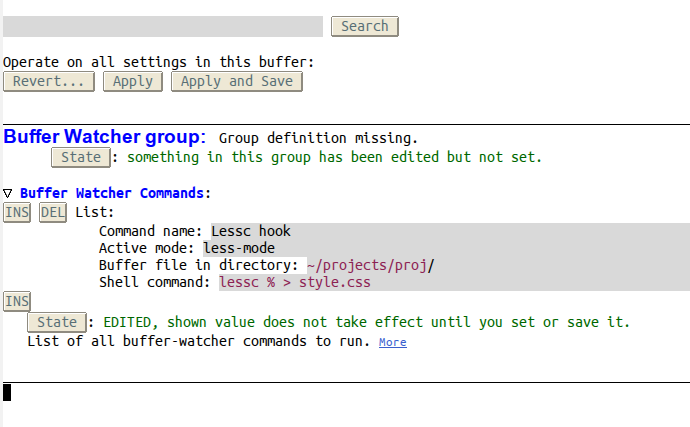 Search
Operate on all settings in this buffer:
Revert... Apply Apply and Save
Buffer Watcher group: Group definition missing.
State : something in this group has been edited but not set.
▽ Buffer Watcher Commands:
INS DEL List:
Command name: Lessc hook
Active mode: less-mode
Buffer file in directory: ~/projects/proj/
Shell command: lessc % > style.css
INS
State : EDITED, shown value does not take effect until you set or save it.
List of all buffer-watcher commands to run. More